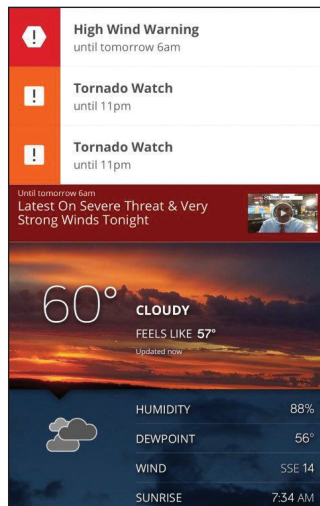 High Wind Warning
until tomorrow 6am
Tornado Watch
until 11pm
Tornado Watch
until 11pm
Until tomorrow 6am
Latest On Severe Threat & Very
Strong Winds Tonight
60°
CLOUDY
FEELS LIKE 57°
Updated now
HUMIDITY 88%
DEWPOINT 56°
WIND SSE 14
SUNRISE 7:34 AM